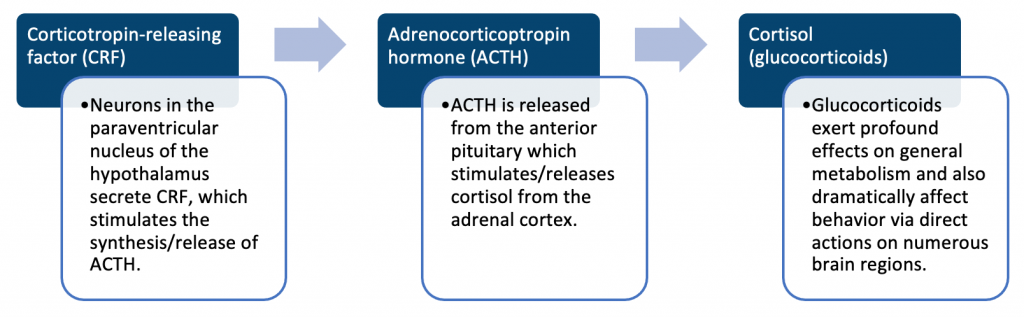 Corticotropin-releasing
factor (CRF)
•Neurons in the
paraventricular
nucleus of the
hypothalamus
secrete CRF, which
stimulates the
synthesis/release of
ACTH.
Adrenocorticoptropin
hormone (ACTH)
•ACTH is released
from the anterior
pituitary which
stimulates/releases
cortisol from the
adrenal cortex.
Cortisol
(glucocorticoids)
•Glucocorticoids
exert profound
effects on general
metabolism and also
dramatically affect
behavior via direct
actions on numerous
brain regions.